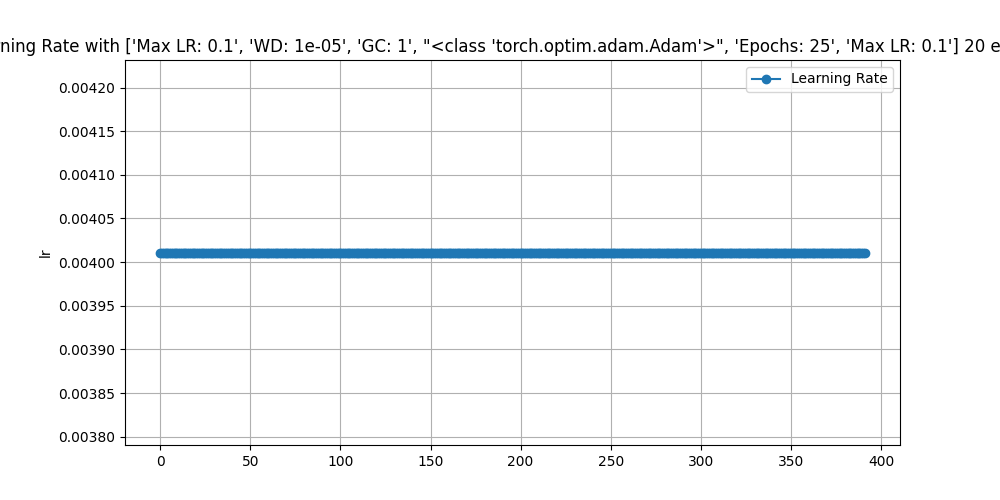 ning Rate with ['Max LR: 0.1', 'WD: 1e-05', 'GC: 1', "<class 'torch.optim.adam.Adam'>", 'Epochs: 25', 'Max LR: 0.1'] 20 e
Learning Rate
0.00420
0.00415
0.00410
0.00405
0.00400
0.00395
0.00390
0.00385
0.00380
lr
0 50 100 150 200 250 300 350 400